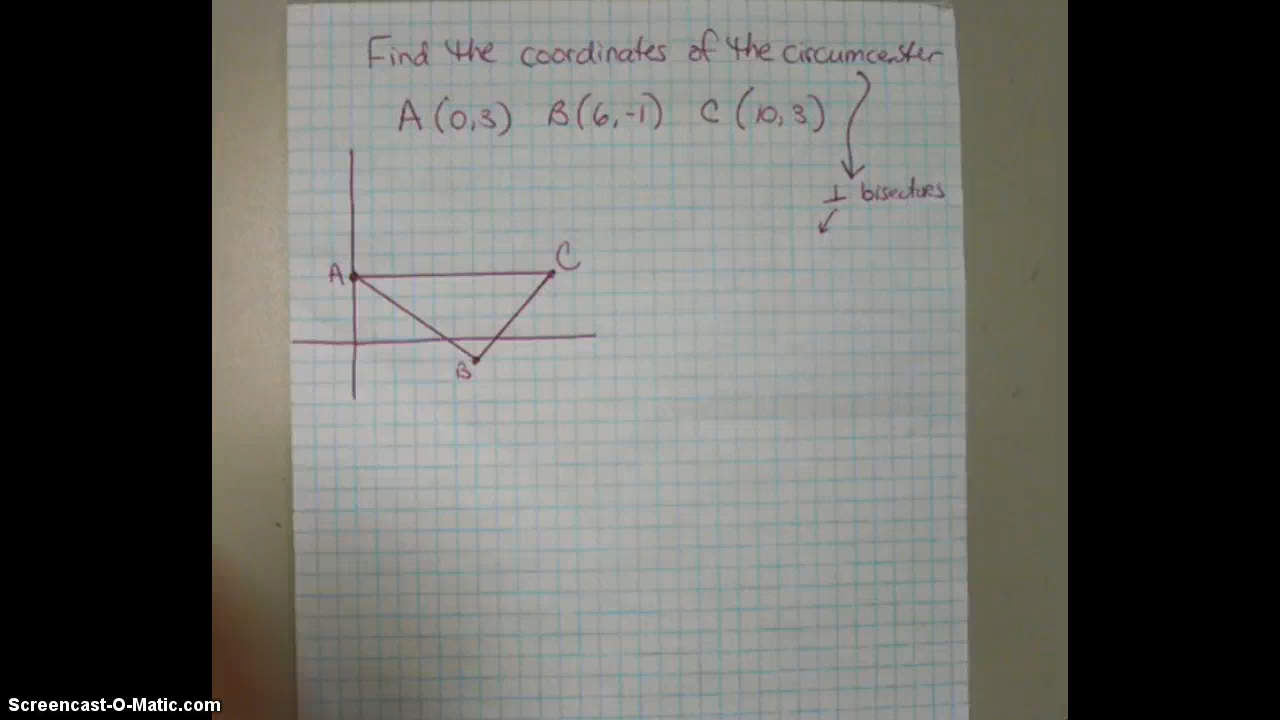 Find the coordinates of the circumcenter
A (0,3) B(6,-1) C (10,3)
⊥ bisectors
C
A
B
Screencast-O-Matic.com